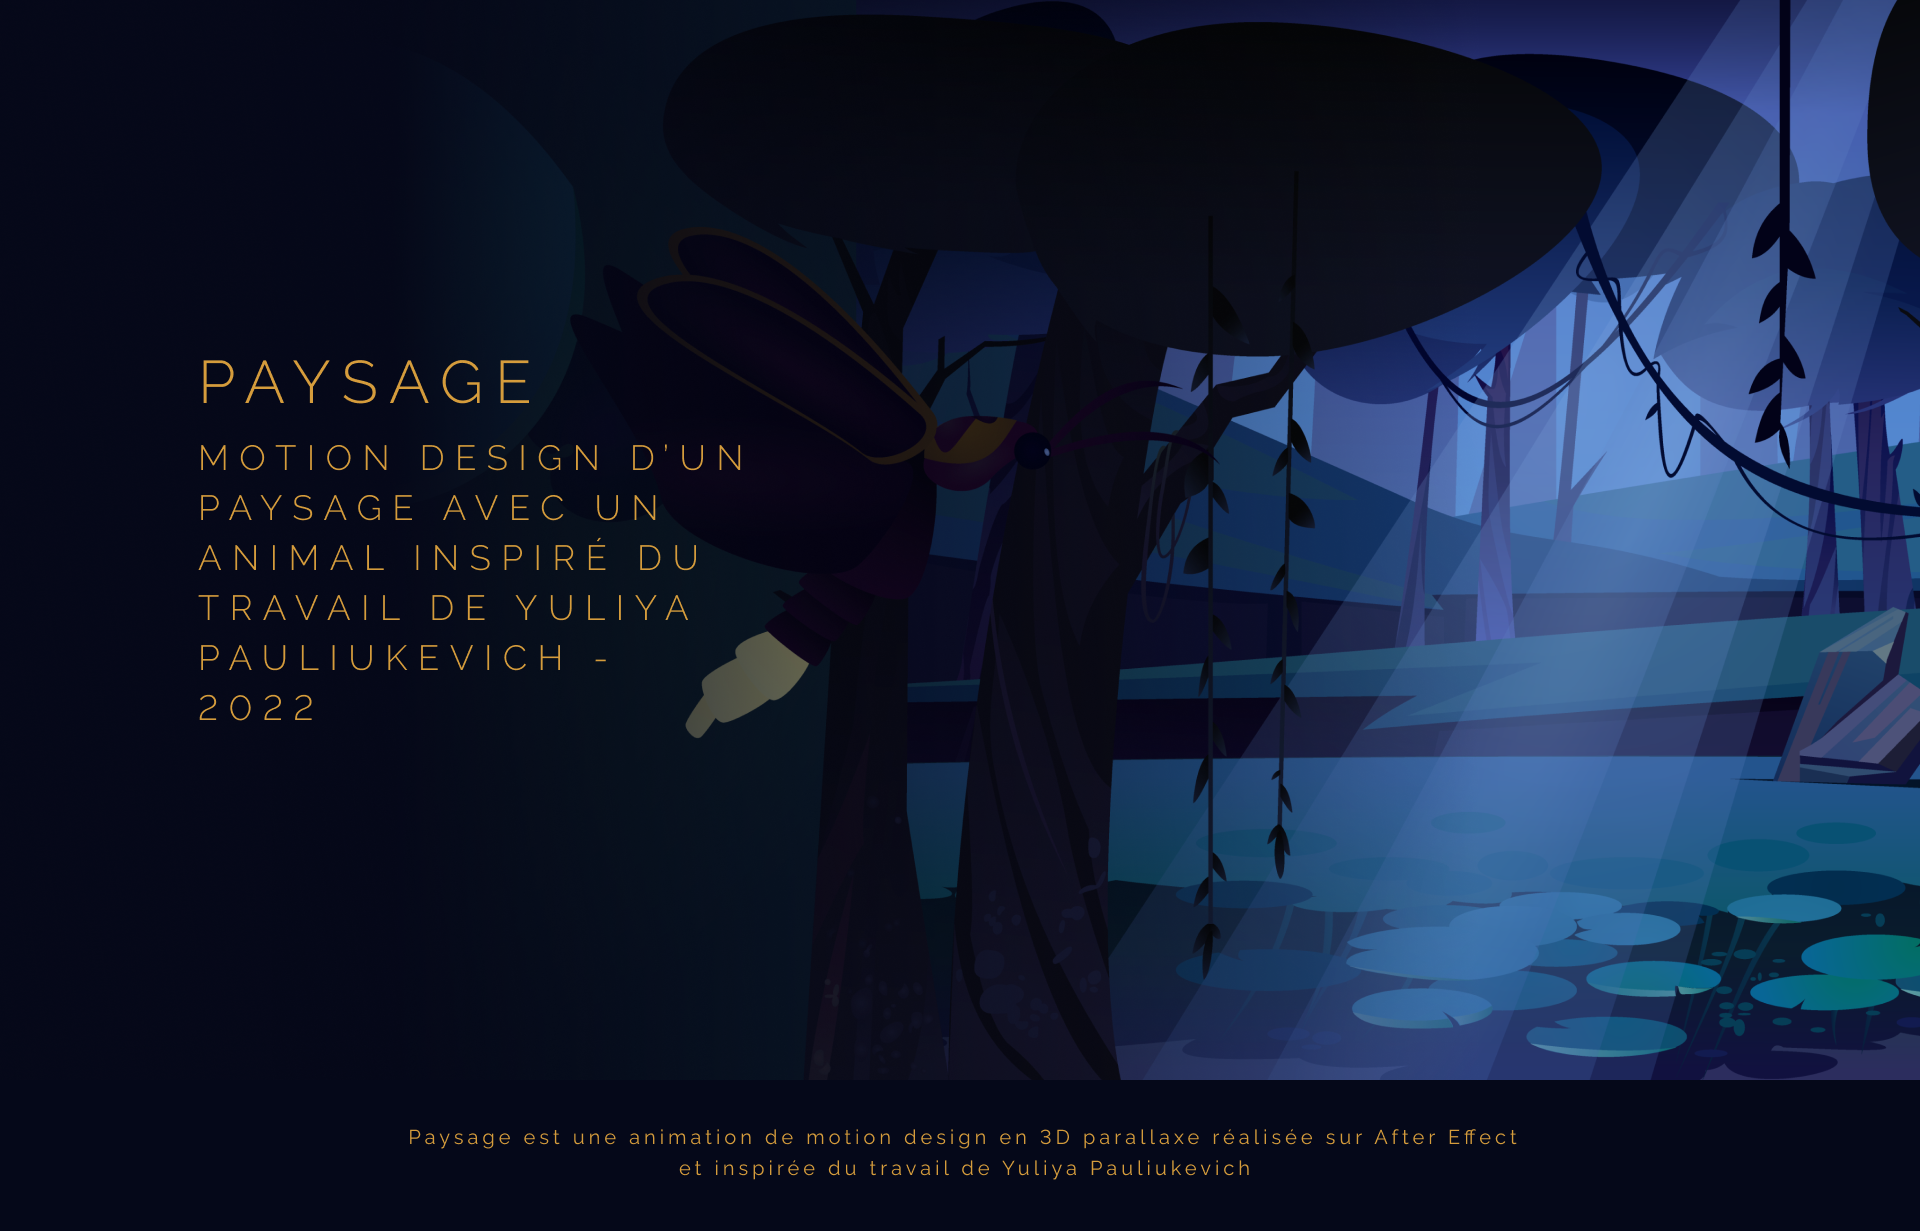 PAYSAGE
MOTION DESIGN D'UN
PAYSAGE AVEC UN
ANIMAL INSPIRÉ DU
TRAVAIL DE YULIYA
PAULIUKEVICH -
2022
Paysage est une animation de motion design en 3D parallaxe réalisée sur After Effect
et inspirée du travail de Yuliya Pauliukevich